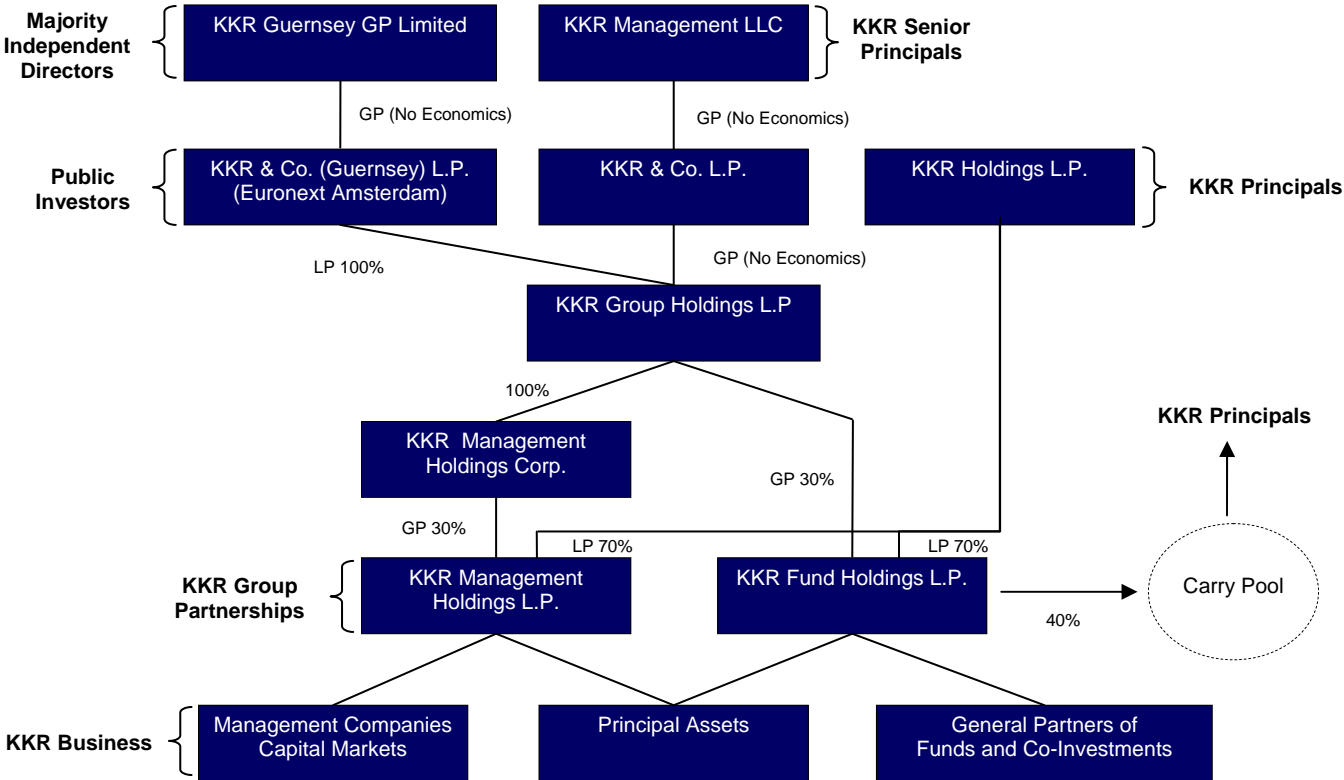 Majority
Independent
Directors
KKR Guernsey GP Limited
KKR Management LLC
KKR Senior
Principals
GP (No Economics)
GP (No Economics)
Public
Investors
KKR & Co. (Guernsey) L.P.
(Euronext Amsterdam)
KKR & Co. L.P.
KKR Holdings L.P.
KKR Principals
LP 100%
GP (No Economics)
KKR Group Holdings L.P
100%
KKR Management
Holdings Corp.
GP 30%
KKR Principals
GP 30%
LP 70%
LP 70%
KKR Group
Partnerships
KKR Management
Holdings L.P.
KKR Fund Holdings L.P.
40%
Carry Pool
KKR Business
Management Companies
Capital Markets
Principal Assets
General Partners of
Funds and Co-Investments